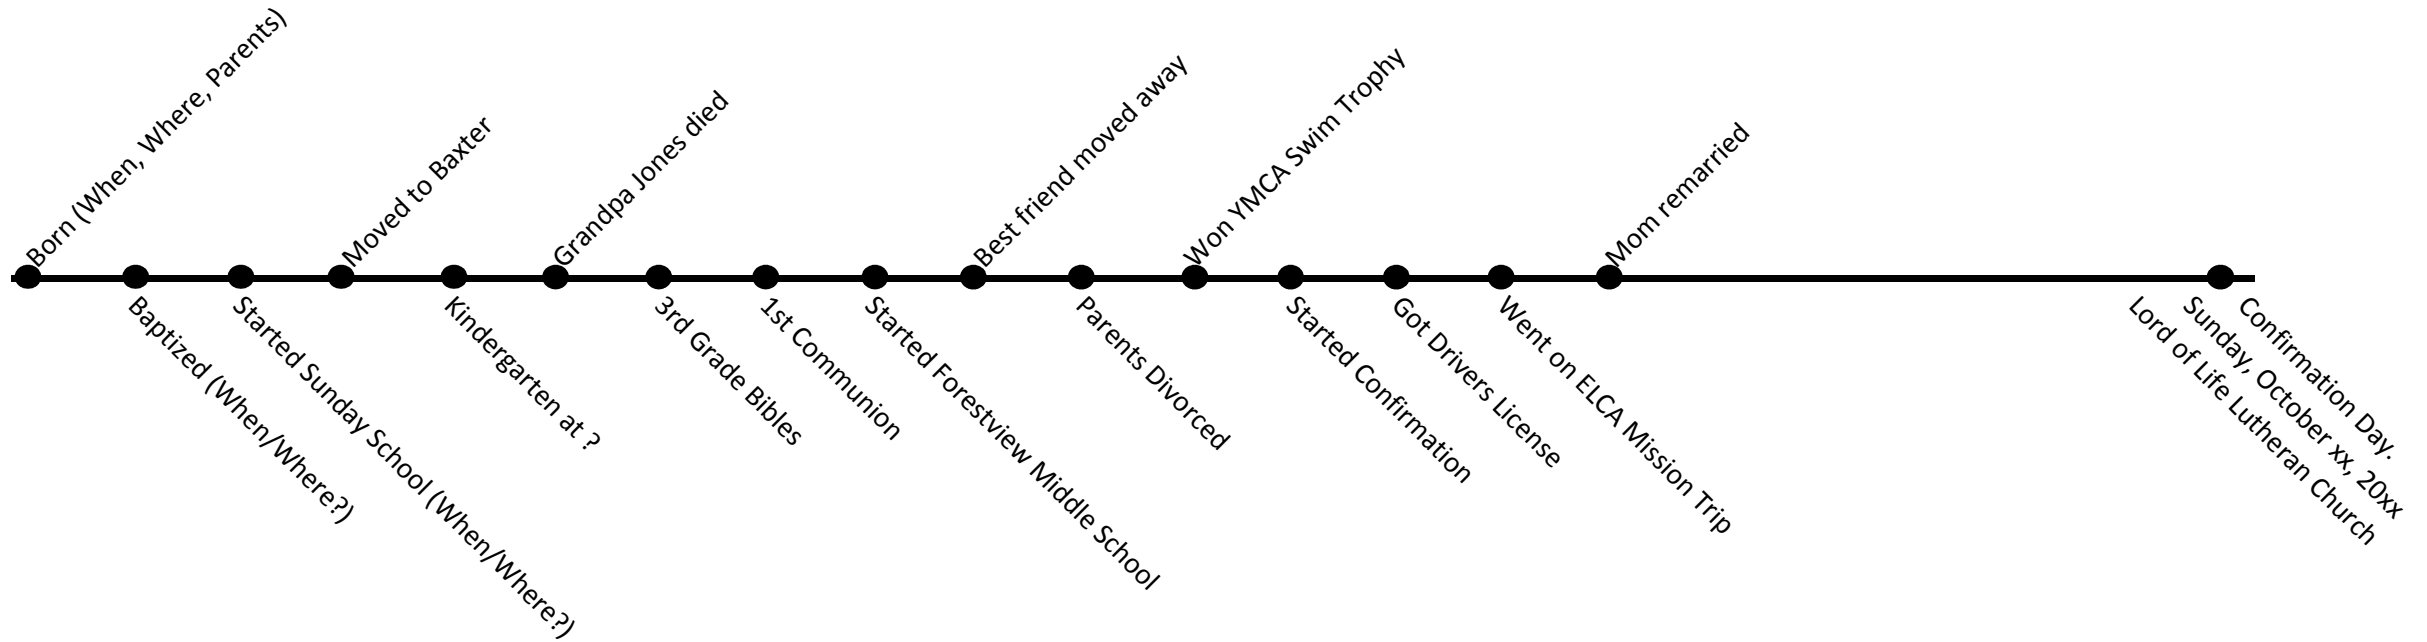 Born (When, Where, Parents)
Baptized (When/Where?)
Started Sunday School (When/Where?)
Moved to Baxter
Kindergarten at ?
Grandpa Jones died
3rd Grade Bibles
1st Communion
Started Forestview Middle School
Best friend moved away
Parents Divorced
Won YMCA Swim Trophy
Started Confirmation
Got Drivers License
Went on ELCA Mission Trip
Mom remarried
Confirmation Day.
Sunday, October xx, 20xx
Lord of Life Lutheran Church